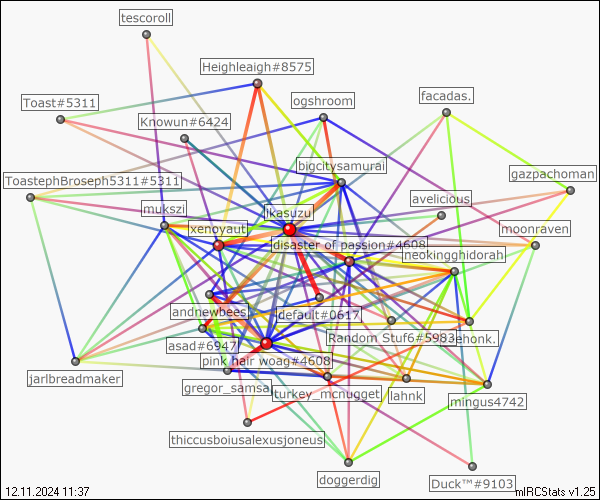 tescoroll
Heighleaigh#8575
facadas.
Toast#5311
ogshroom
Knowun#6424
bigcitysamurai
gazpachoman
ToastephBroseph5311#5311
avelicious
mukszi
Ikasuzu
xenoyaut
moonraven
disaster of passion#4608
neokingghidorah
andnewbees
default#0617
Random Stuf6#5983
ehonk.
asad#6947
pink hair woag#4608
jarlbreadmaker
gregor_samsa
turkey_mcnugget
lahnk
mingus4742
thiccusboiusalexusjoneus
doggerdig
Duck™#9103
12.11.2024 11:37
mIRCStats v1.25